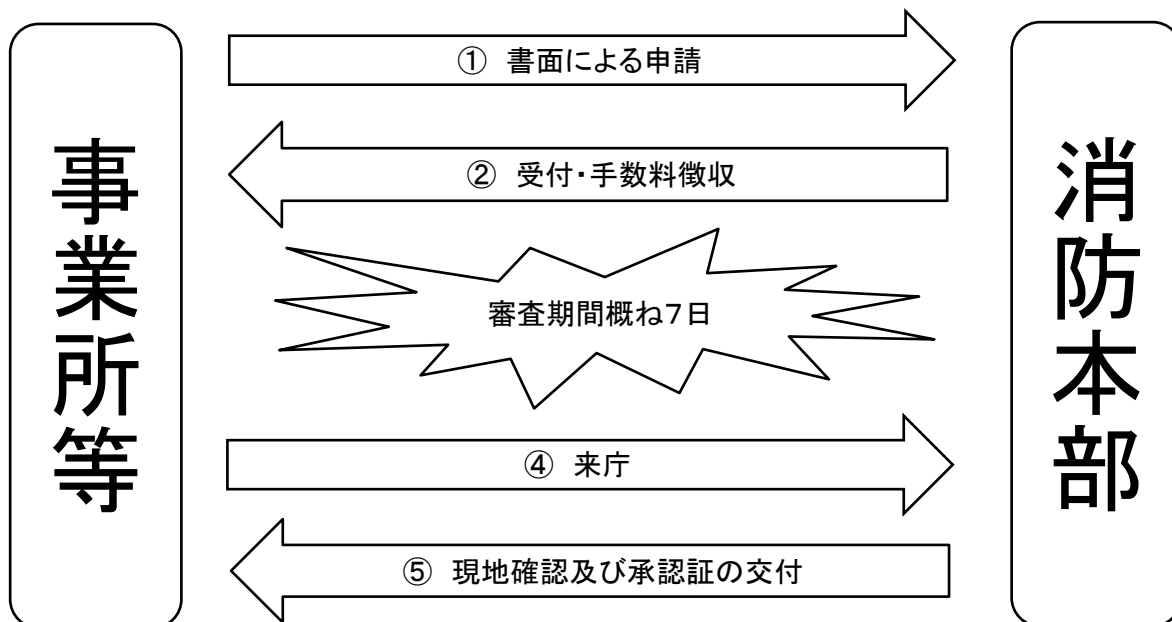 事業所等
① 書面による申請
② 受付・手数料徴収
審査期間概ね7日
④ 来庁
⑤ 現地確認及び承認証の交付
消防本部